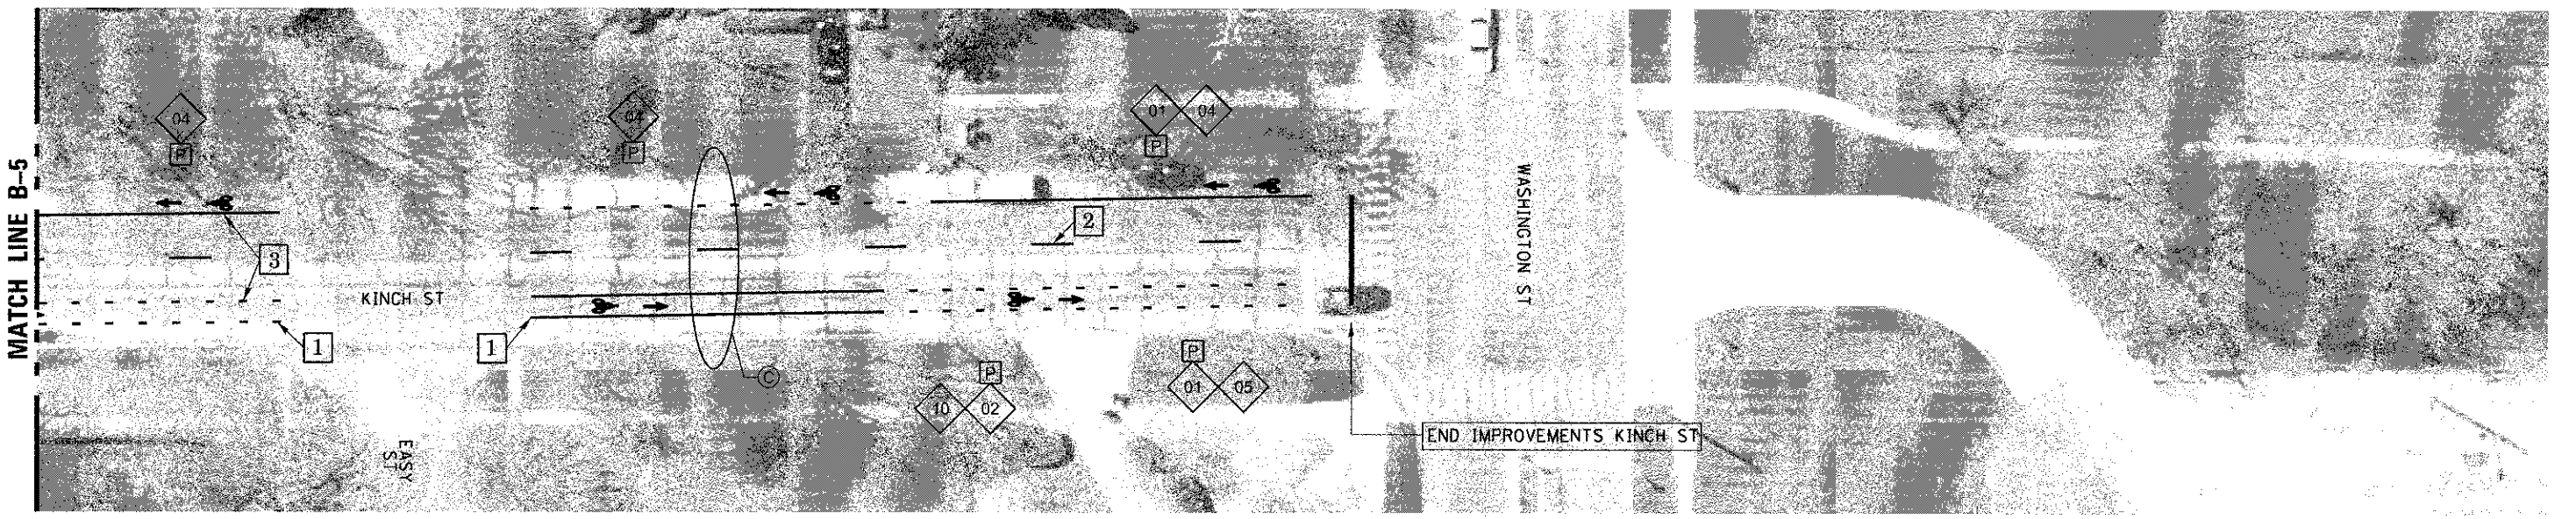 MATCH LINE B-5
04
P
04
P
01 04
P
2
3
KINCH ST
WASHINGTON ST
1
1
C
P
10 02
P
01 05
EASY
ST
END IMPROVEMENTS KINCH ST